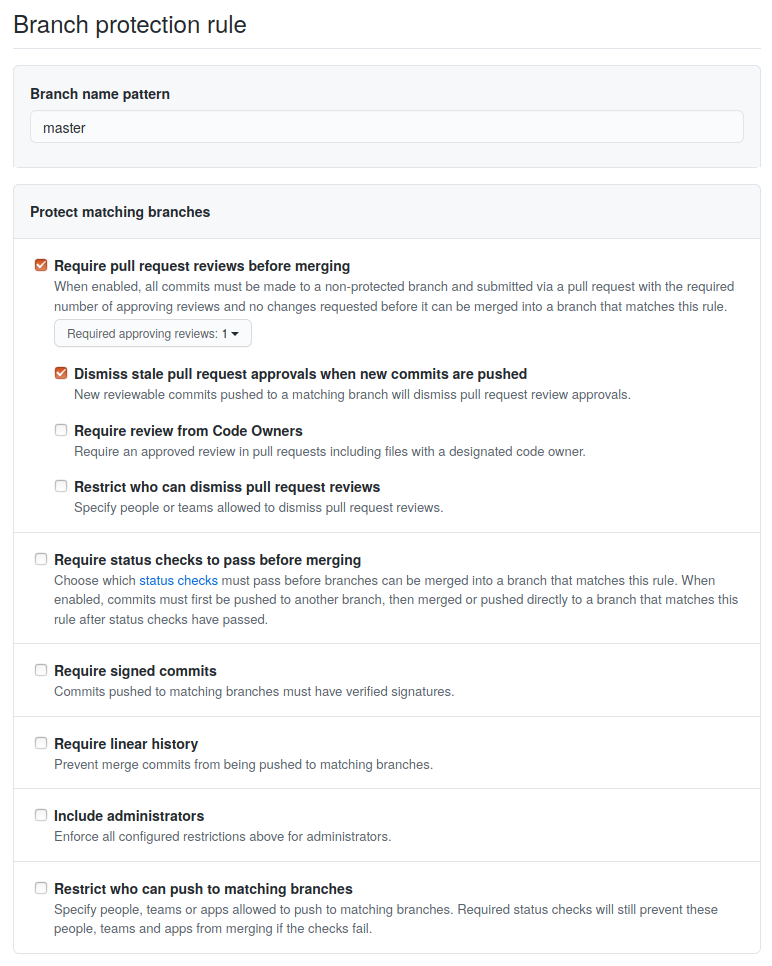 Branch protection rule
Branch name pattern
master
Protect matching branches
Require pull request reviews before merging
When enabled, all commits must be made to a non-protected branch and submitted via a pull request with the required
number of approving reviews and no changes requested before it can be merged into a branch that matches this rule.
Required approving reviews: 1
Dismiss stale pull request approvals when new commits are pushed
New reviewable commits pushed to a matching branch will dismiss pull request review approvals.
Require review from Code Owners
Require an approved review in pull requests including files with a designated code owner.
Restrict who can dismiss pull request reviews
Specify people or teams allowed to dismiss pull request reviews.
Require status checks to pass before merging
Choose which status checks must pass before branches can be merged into a branch that matches this rule. When
enabled, commits must first be pushed to another branch, then merged or pushed directly to a branch that matches this
rule after status checks have passed.
Require signed commits
Commits pushed to matching branches must have verified signatures.
Require linear history
Prevent merge commits from being pushed to matching branches.
Include administrators
Enforce all configured restrictions above for administrators.
Restrict who can push to matching branches
Specify people, teams or apps allowed to push to matching branches. Required status checks will still prevent these
people, teams and apps from merging if the checks fail.